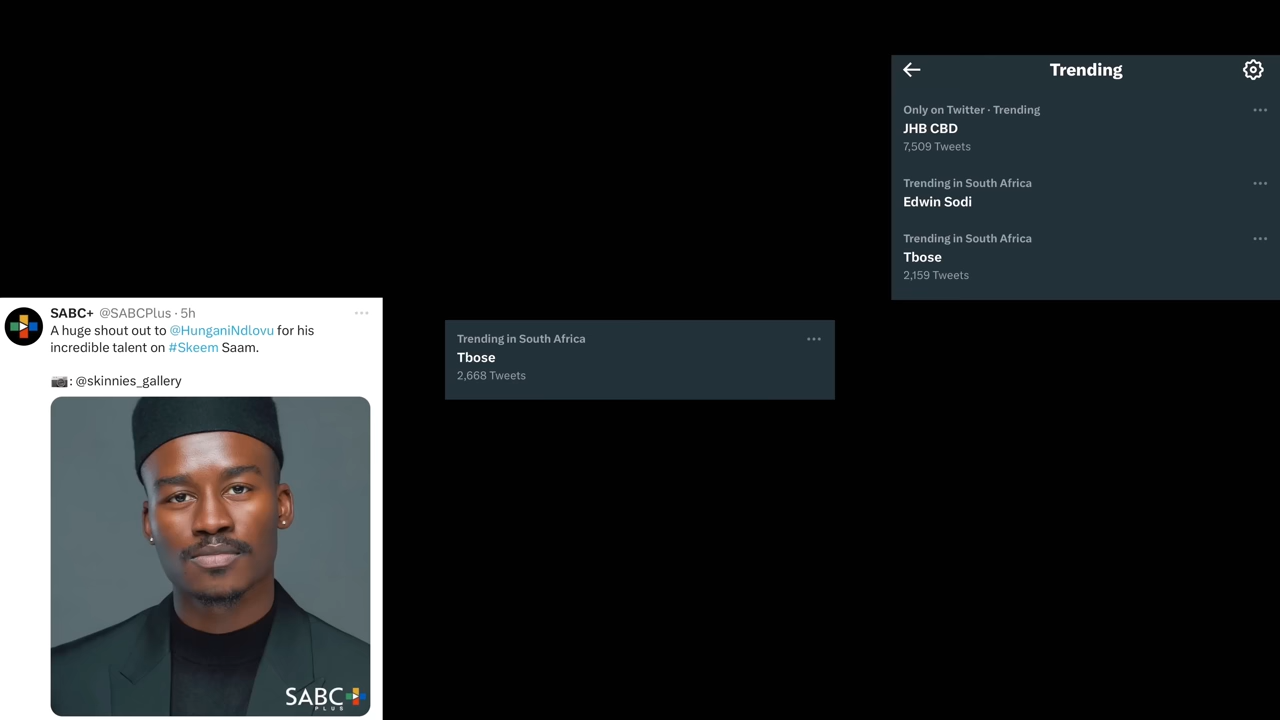 Trending
Only on Twitter · Trending
JHB CBD
7,509 Tweets
Trending in South Africa
Edwin Sodi
Trending in South Africa
Tbose
2,159 Tweets
SABC+ @SABCPlus · 5h
A huge shout out to @HunganiNdlovu for his
incredible talent on #Skeem Saam.
📷: @skinnies_gallery
SABC
PLUS
Trending in South Africa
Tbose
2,668 Tweets